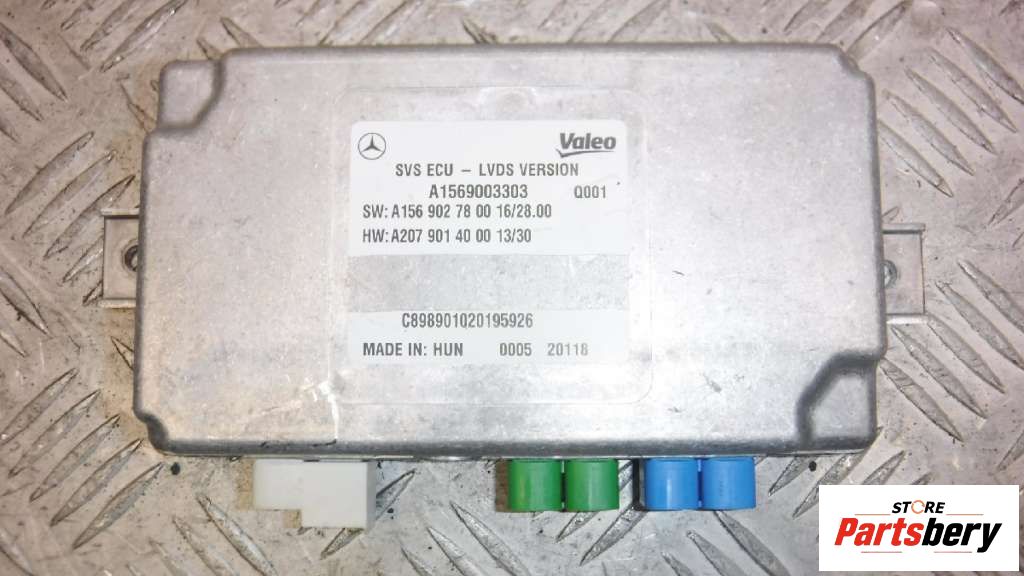 Valeo
SVS ECU - LVDS VERSION
A1569003303 Q001
SW: A156 902 78 00 16/28.00
HW: A207 901 40 00 13/30
C898901020195926
MADE IN: HUN 0005 20118
STORE
Partsbery